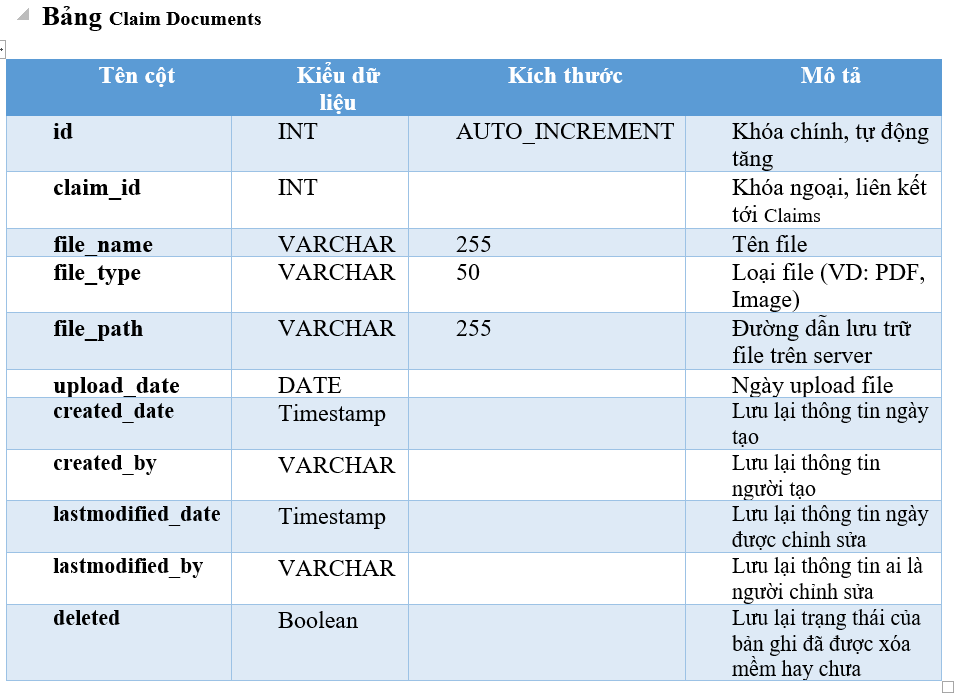 Bảng Claim Documents
Tên cột Kiểu dữ liệu Kích thước Mô tả
id INT AUTO_INCREMENT Khóa chính, tự động
tăng
claim_id INT Khóa ngoại, liên kết
tới Claims
file_name VARCHAR 255 Tên file
file_type VARCHAR 50 Loại file (VD: PDF,
Image)
file_path VARCHAR 255 Đường dẫn lưu trữ
file trên server
upload_date DATE Ngày upload file
created_date Timestamp Lưu lại thông tin ngày
tạo
created_by VARCHAR Lưu lại thông tin
người tạo
lastmodified_date Timestamp Lưu lại thông tin ngày
được chỉnh sửa
lastmodified_by VARCHAR Lưu lại thông tin ai là
người chỉnh sửa
deleted Boolean Lưu lại trạng thái của
bản ghi đã được xóa
mềm hay chưa